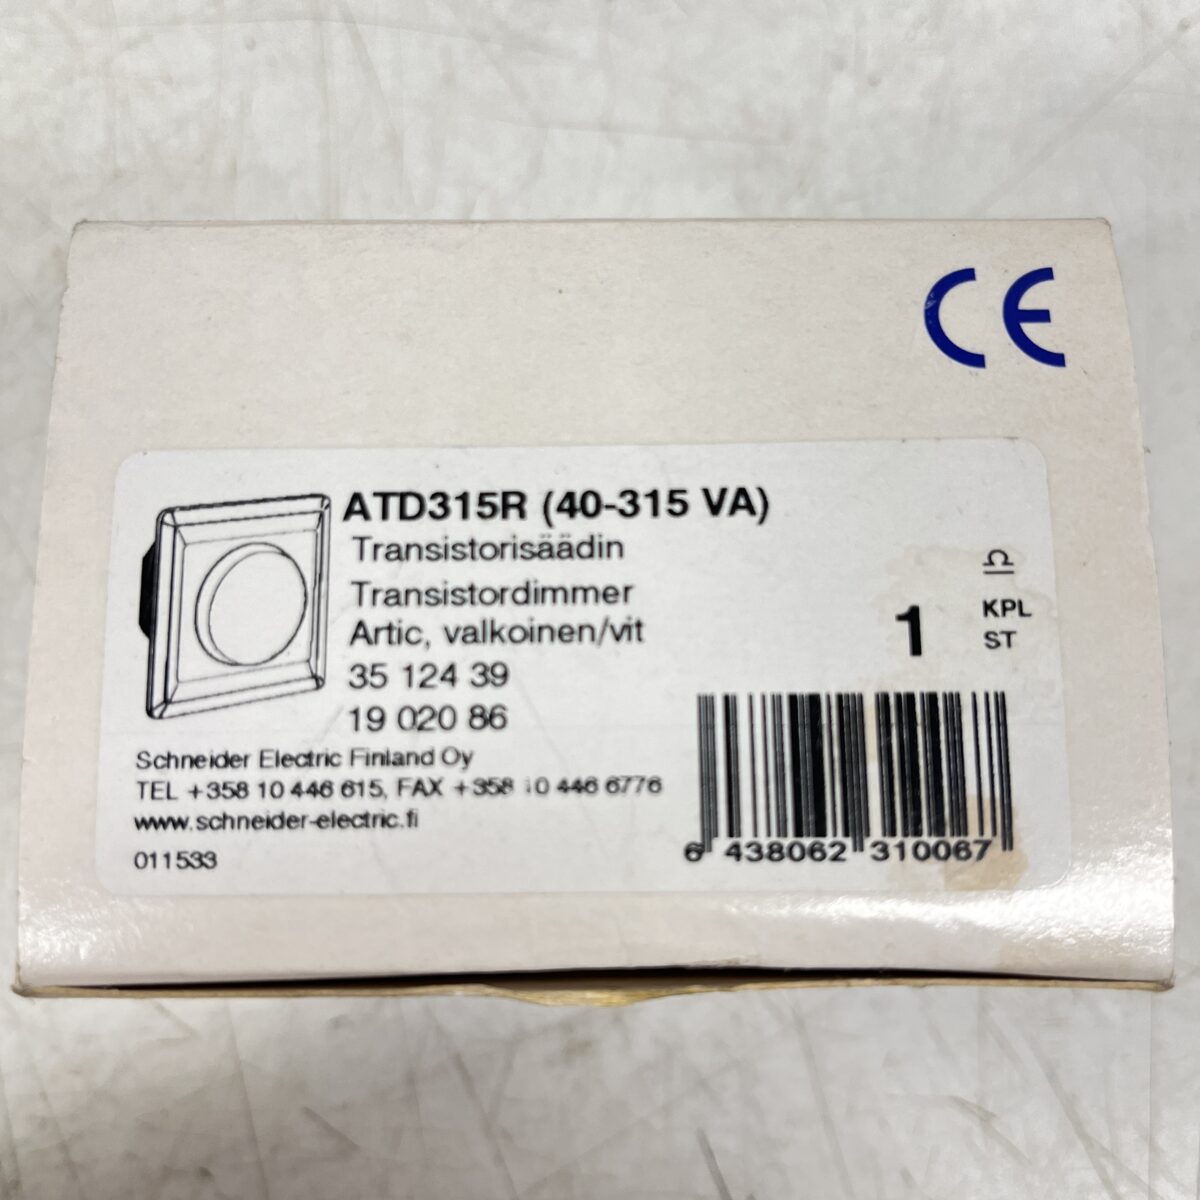 CE
ATD315R (40-315 VA)
Transistorisäädin
Transistordimmer
Artic, valkoinen/vit
35 124 39
19 020 86
1 KPL
ST
Schneider Electric Finland Oy
TEL +358 10 446 615, FAX +358 10 446 6776
www.schneider-electric.fi
011533
6 438062 310067